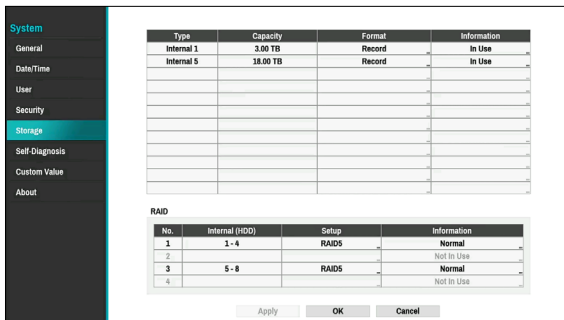 System
General
Date/Time
User
Security
Storage
Self-Diagnosis
Custom Value
About
Type Capacity Format Information
Internal 1 3.00 TB Record ... In Use ...
Internal 5 18.00 TB Record ... In Use ...
RAID
No. Internal (HDD) Setup Information
1 1 - 4 RAID5 ... Normal ...
2 ... Not In Use ...
3 5 - 8 RAID5 ... Normal ...
4 ... Not In Use ...
Apply OK Cancel